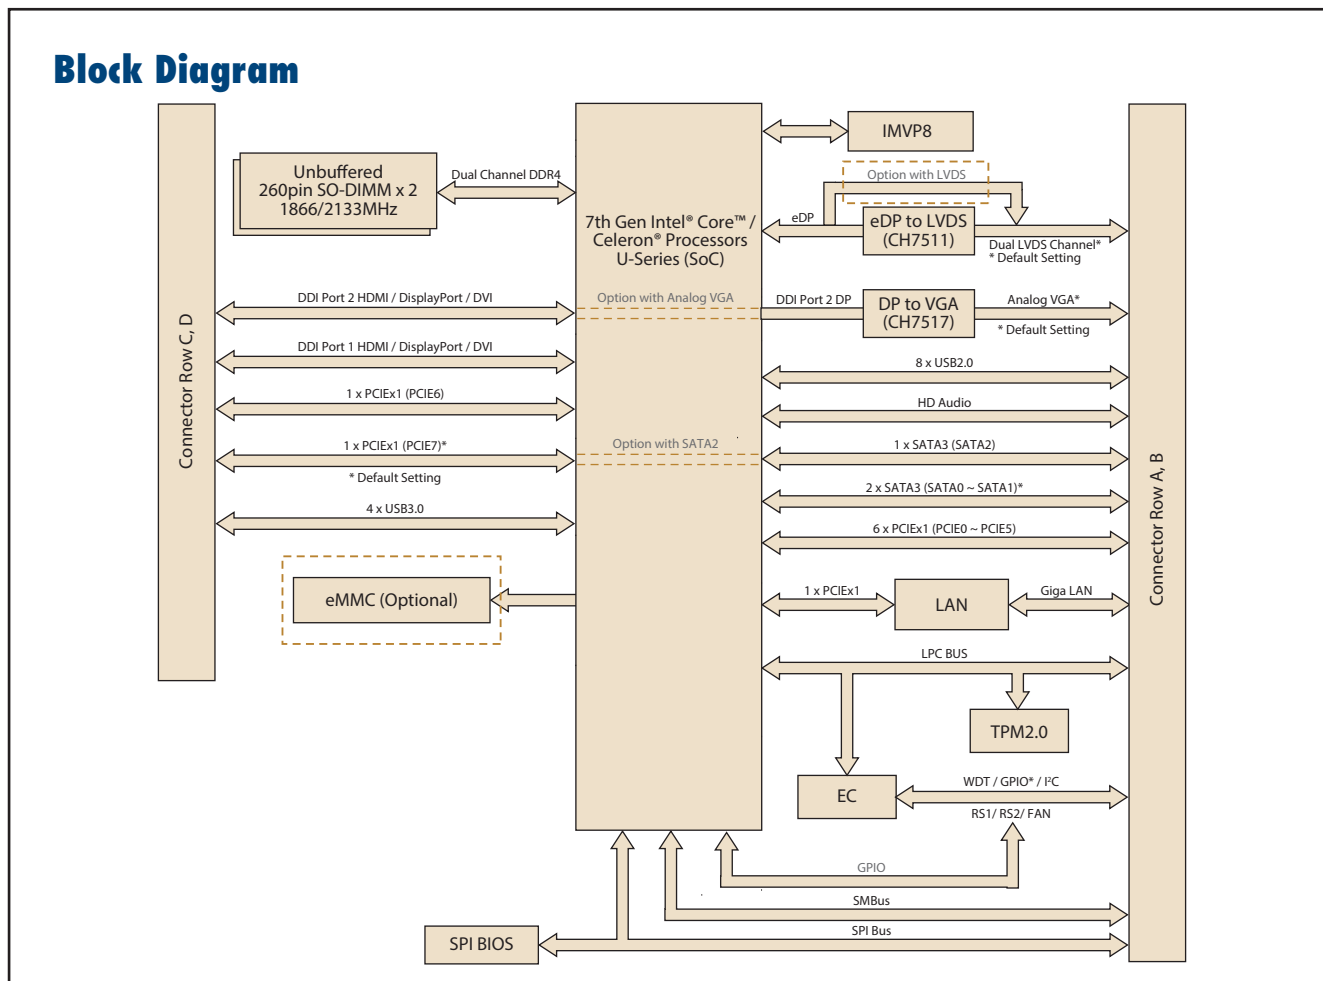 Block Diagram
Connector Row C, D
Unbuffered
260pin SO-DIMM x 2
1866/2133MHz
Dual Channel DDR4
7th Gen Intel® Core™ /
Celeron® Processors
U-Series (SoC)
IMVP8
Option with LVDS
eDP
eDP to LVDS
(CH7511)
Dual LVDS Channel*
* Default Setting
DDI Port 2 HDMI / DisplayPort / DVI
Option with Analog VGA
DDI Port 2 DP
DP to VGA
(CH7517)
Analog VGA*
* Default Setting
DDI Port 1 HDMI / DisplayPort / DVI
8 x USB2.0
1 x PCIEx1 (PCIE6)
HD Audio
1 x PCIEx1 (PCIE7)*
* Default Setting
Option with SATA2
1 x SATA3 (SATA2)
2 x SATA3 (SATA0 ~ SATA1)*
4 x USB3.0
6 x PCIEx1 (PCIE0 ~ PCIE5)
eMMC (Optional)
1 x PCIEx1
LAN
Giga LAN
LPC BUS
TPM2.0
EC
WDT / GPIO* / I²C
RS1/ RS2/ FAN
GPIO
SMBus
SPI Bus
SPI BIOS
Connector Row A, B